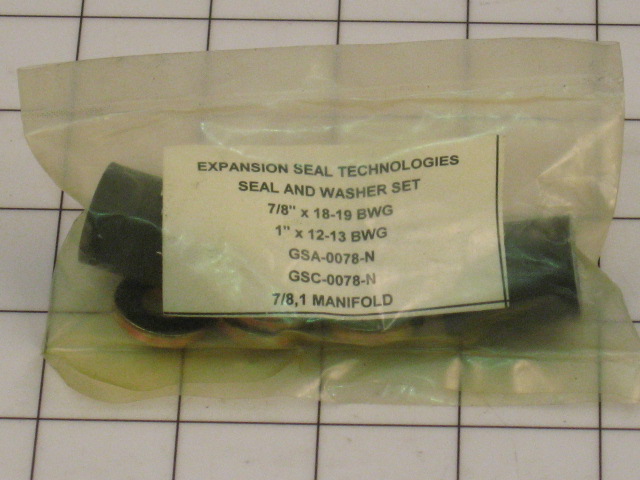 EXPANSION SEAL TECHNOLOGIES
SEAL AND WASHER SET
7/8" x 18-19 BWG
1" x 12-13 BWG
GSA-0078-N
GSC-0078-N
7/8,1 MANIFOLD